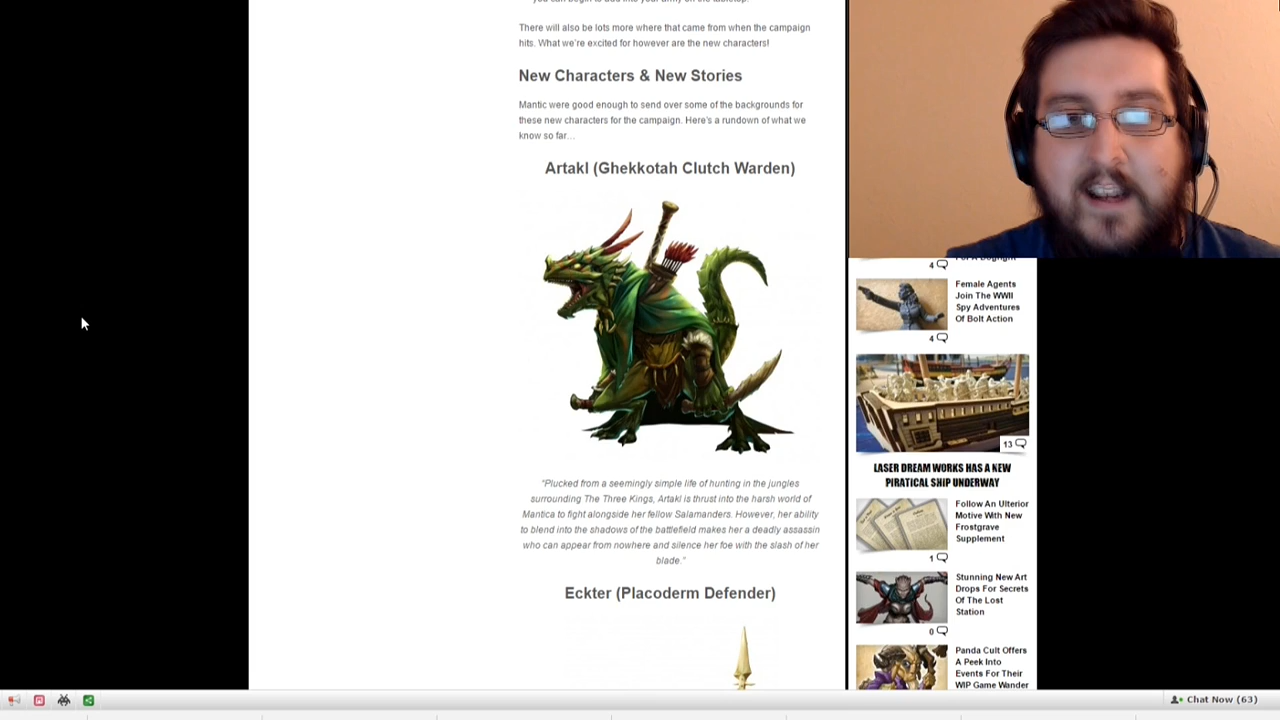 There will also be lots more where that came from when the campaign
hits. What we're excited for however are the new characters!
New Characters & New Stories
Mantic were good enough to send over some of the backgrounds for
these new characters for the campaign. Here's a rundown of what we
know so far...
Artakl (Ghekkotah Clutch Warden)
"Plucked from a seemingly simple life of hunting in the jungles
surrounding The Three Kings, Artakl is thrust into the harsh world of
Mantica to fight alongside her fellow Salamanders. However, her ability
to blend into the shadows of the battlefield makes her a deadly assassin
who can appear from nowhere and silence her foe with the slash of her
blade."
Eckter (Placoderm Defender)
4
Female Agents
Join The WWII
Spy Adventures
Of Bolt Action
4
13
LASER DREAM WORKS HAS A NEW
PIRATICAL SHIP UNDERWAY
Follow An Ulterior
Motive With New
Frostgrave
Supplement
1
Stunning New Art
Drops For Secrets
Of The Lost
Station
0
Panda Cult Offers
A Peek Into
Events For Their
WIP Game Wander
Chat Now (63)